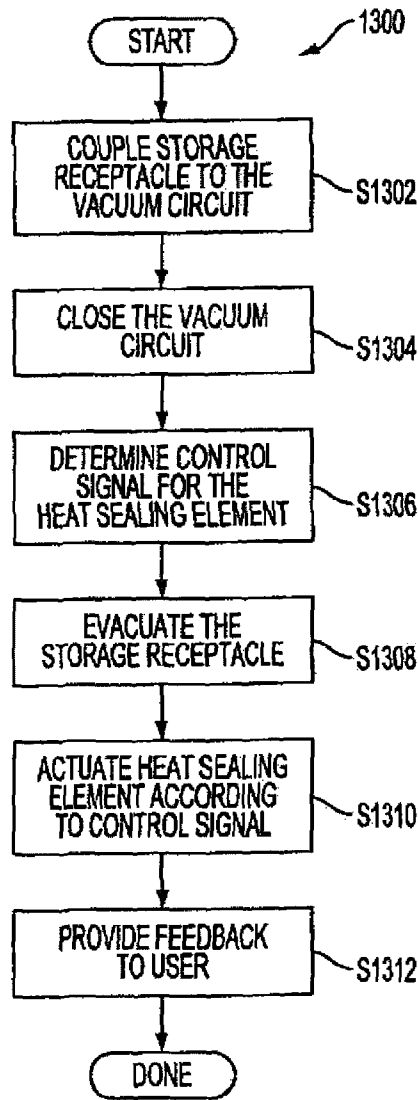 START
1300
COUPLE STORAGE
RECEPTACLE TO THE
VACUUM CIRCUIT
S1302
CLOSE THE VACUUM
CIRCUIT
S1304
DETERMINE CONTROL
SIGNAL FOR THE
HEAT SEALING ELEMENT
S1306
EVACUATE THE
STORAGE RECEPTACLE
S1308
ACTUATE HEAT SEALING
ELEMENT ACCORDING
TO CONTROL SIGNAL
S1310
PROVIDE FEEDBACK
TO USER
S1312
DONE